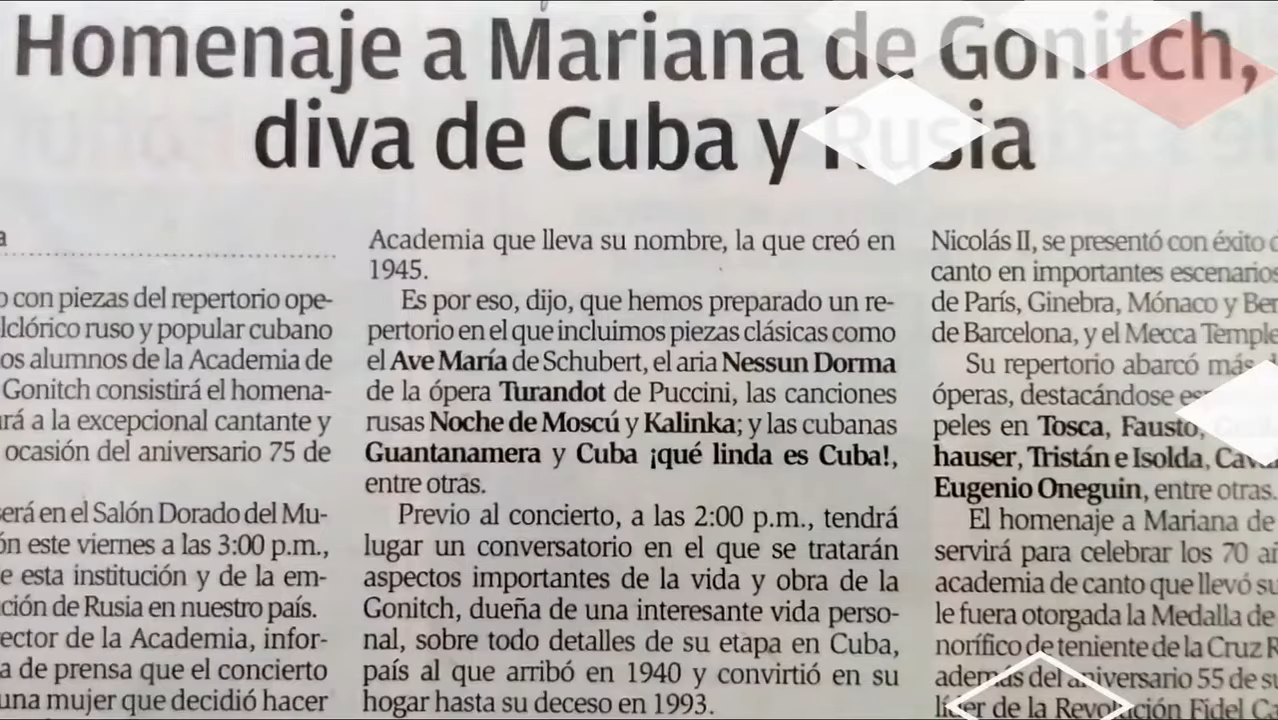 Homenaje a Mariana de Gonitch,
diva de Cuba y Rusia
a
con piezas del repertorio ope-
lclórico ruso y popular cubano
os alumnos de la Academia de
Gonitch consistirá el homena-
rá a la excepcional cantante y
ocasión del aniversario 75 de
erá en el Salón Dorado del Mu-
ón este viernes a las 3:00 p.m.,
e esta institución y de la em-
ción de Rusia en nuestro país.
ector de la Academia, infor-
a de prensa que el concierto
una mujer que decidió hacer
Academia que lleva su nombre, la que creó en
1945.
Es por eso, dijo, que hemos preparado un re-
pertorio en el que incluimos piezas clásicas como
el Ave María de Schubert, el aria Nessun Dorma
de la ópera Turandot de Puccini, las canciones
rusas Noche de Moscú y Kalinka; y las cubanas
Guantanamera y Cuba ¡qué linda es Cuba!,
entre otras.
Previo al concierto, a las 2:00 p.m., tendrá
lugar un conversatorio en el que se tratarán
aspectos importantes de la vida y obra de la
Gonitch, dueña de una interesante vida perso-
nal, sobre todo detalles de su etapa en Cuba,
país al que arribó en 1940 y convirtió en su
hogar hasta su deceso en 1993.
Nicolás II, se presentó con éxito
canto en importantes escenarios
de París, Ginebra, Mónaco y Ber
de Barcelona, y el Mecca Temple
Su repertorio abarcó más
óperas, destacándose
peles en Tosca, Fausto,
hauser, Tristán e Isolda,
Eugenio Oneguin, entre otras.
El homenaje a Mariana de
servirá para celebrar los 70
academia de canto que llevó su
le fuera otorgada la Medalla de
norífico de teniente de la Cruz R
además del aniversario 55 de su
líder de la Revolución Fidel Ca